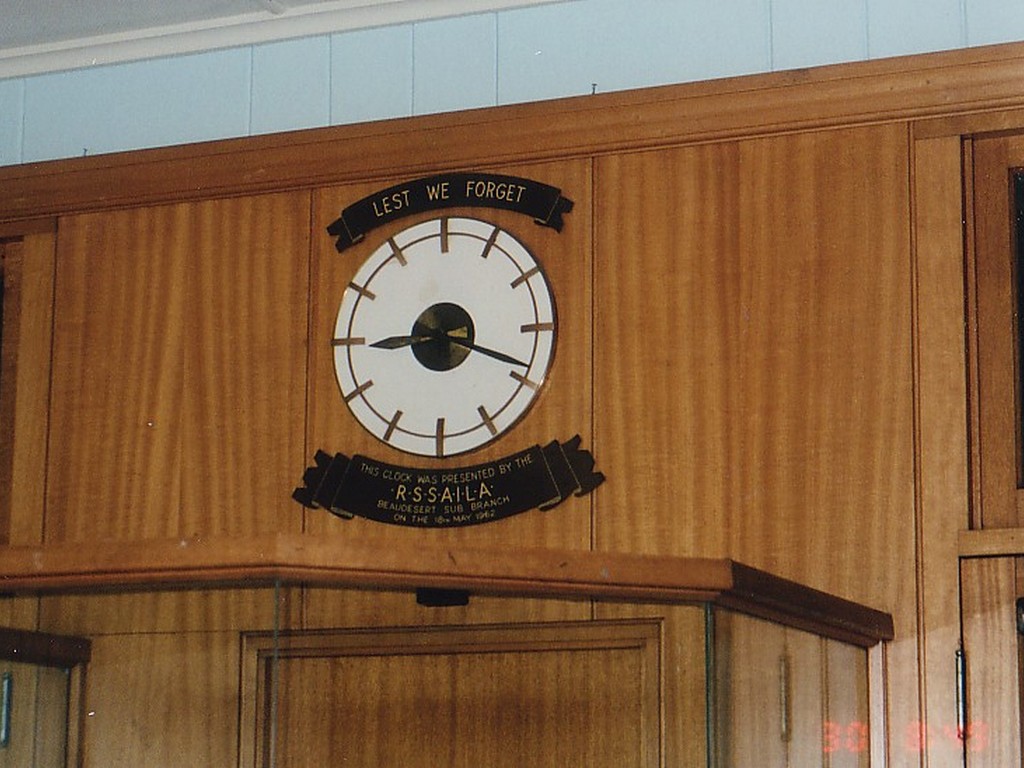 LEST WE FORGET
THIS CLOCK WAS PRESENTED BY THE
R·S·S·A·I·L·A·
BEAUDESERT SUB BRANCH
ON THE 18TH MAY 1962